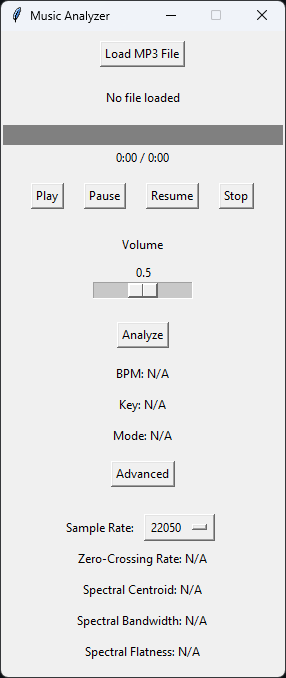 Music Analyzer
Load MP3 File
No file loaded
0:00 / 0:00
Play Pause Resume Stop
Volume
0.5
Analyze
BPM: N/A
Key: N/A
Mode: N/A
Advanced
Sample Rate: 22050
Zero-Crossing Rate: N/A
Spectral Centroid: N/A
Spectral Bandwidth: N/A
Spectral Flatness: N/A